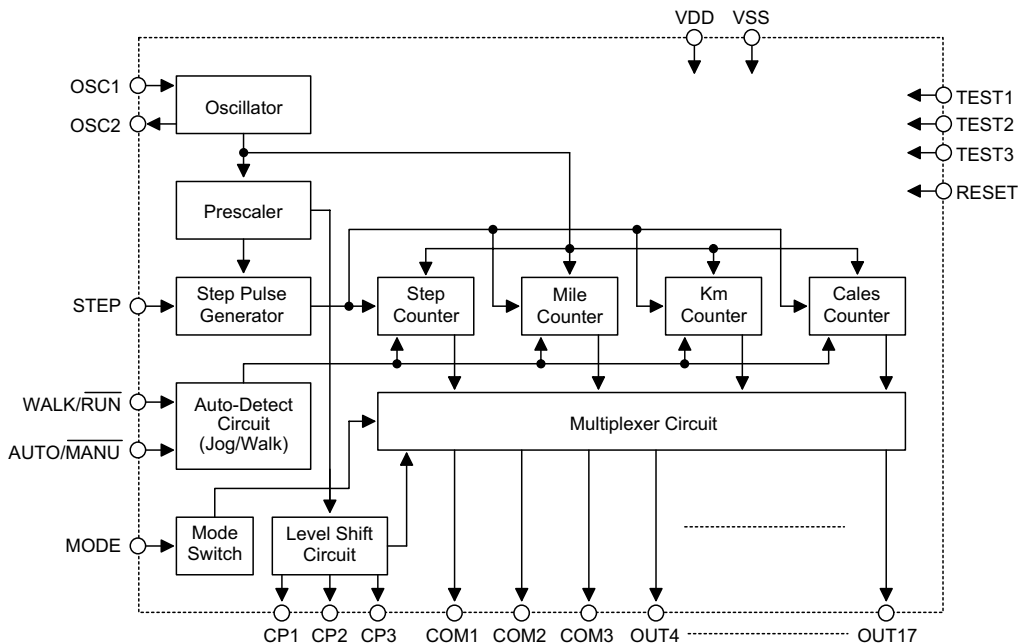 VDD VSS
OSC1
Oscillator
OSC2
TEST1
TEST2
TEST3
RESET
Prescaler
STEP
Step Pulse
Generator
Step
Counter
Mile
Counter
Km
Counter
Cales
Counter
WALK/RUN
AUTO/MANU
Auto-Detect
Circuit
(Jog/Walk)
Multiplexer Circuit
MODE
Mode
Switch
Level Shift
Circuit
CP1 CP2 CP3 COM1 COM2 COM3 OUT4 OUT17